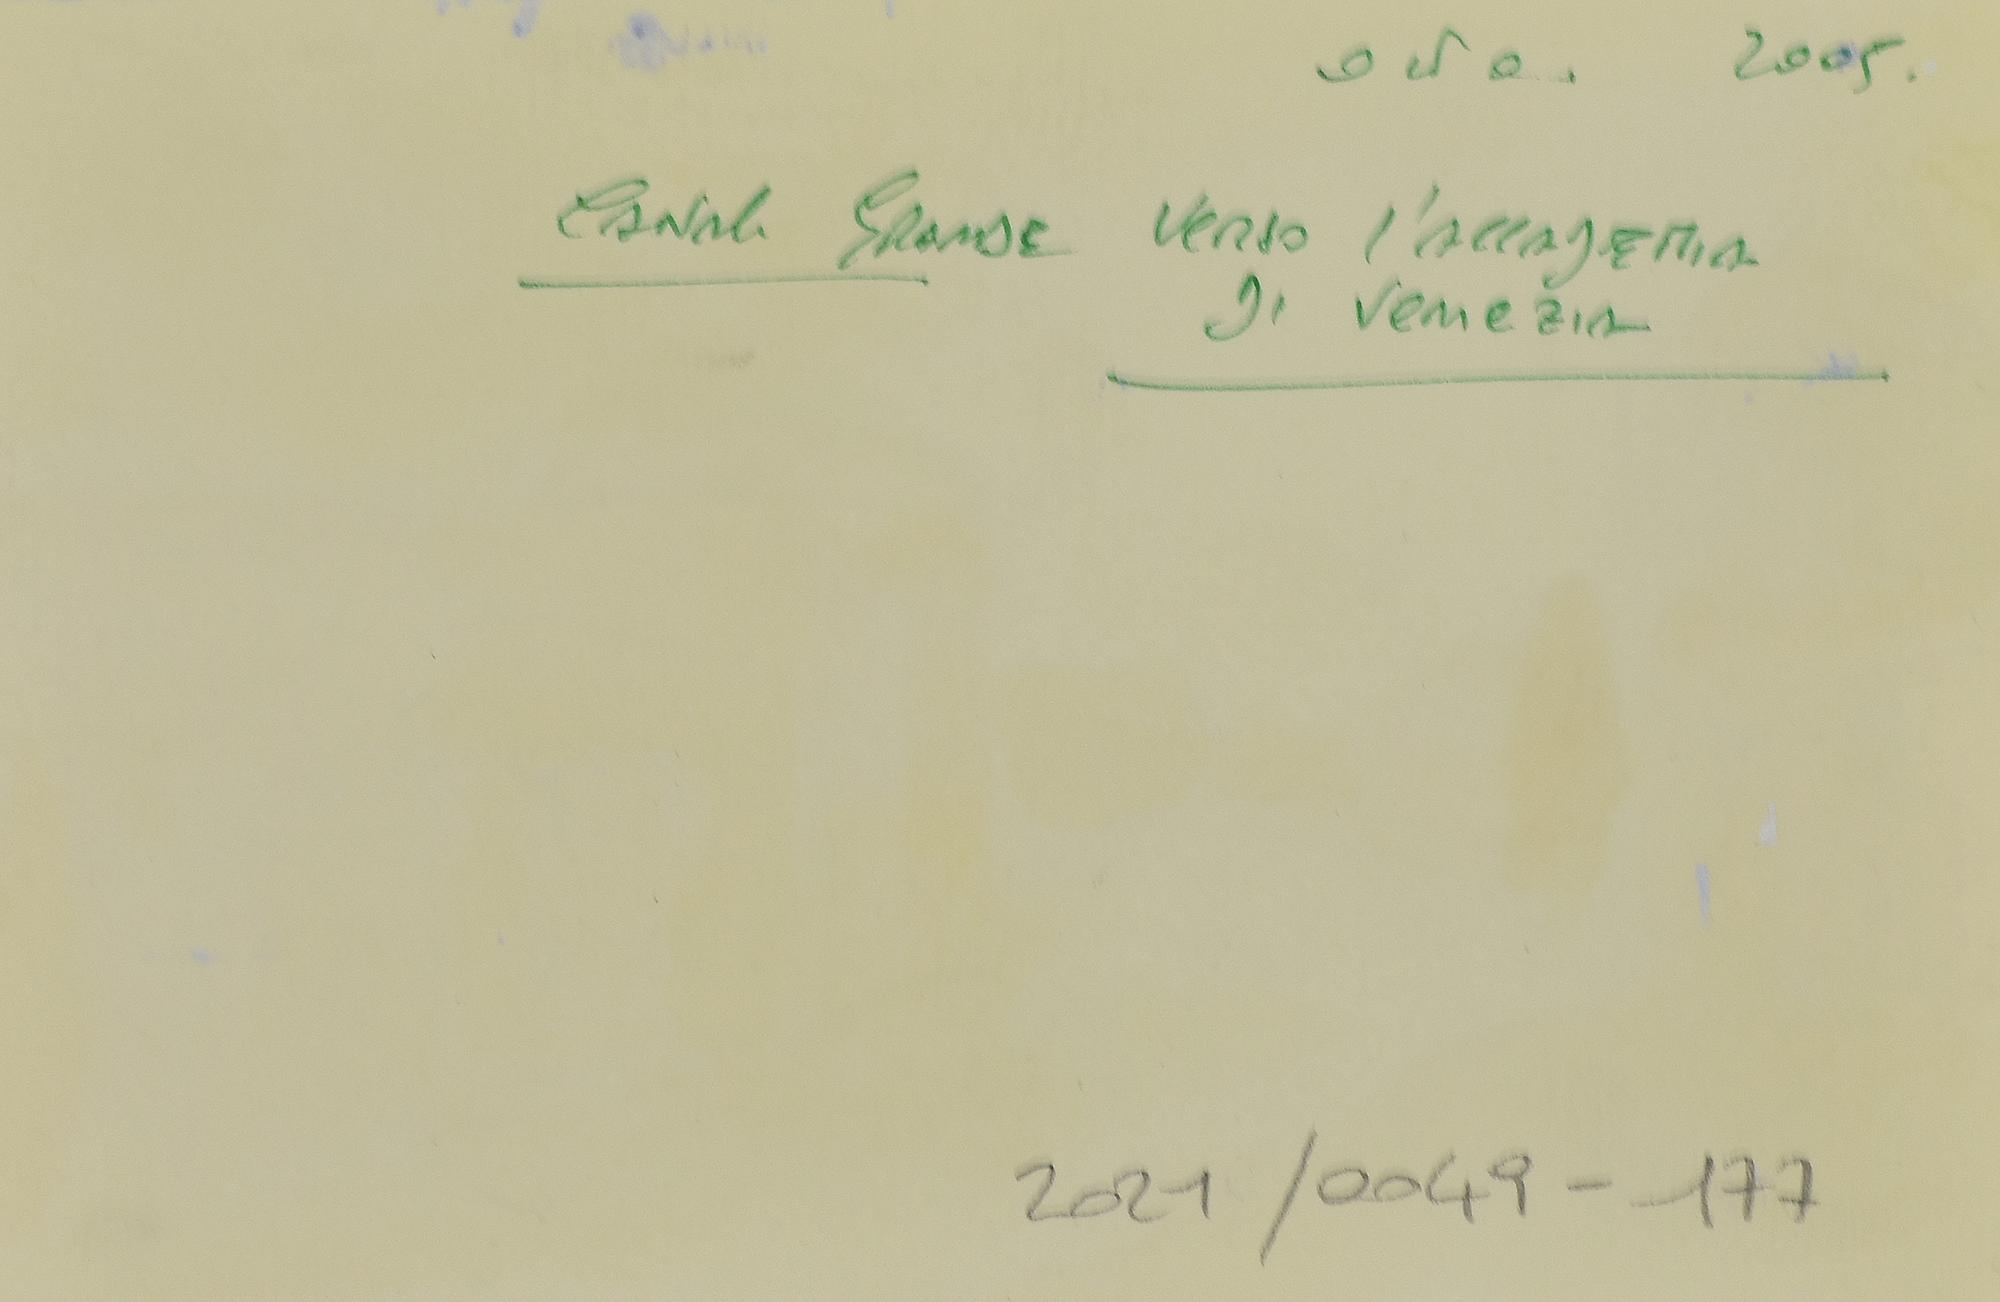 2005.
Canal Grande verso l'accademia
di Venezia
2021/0049-177